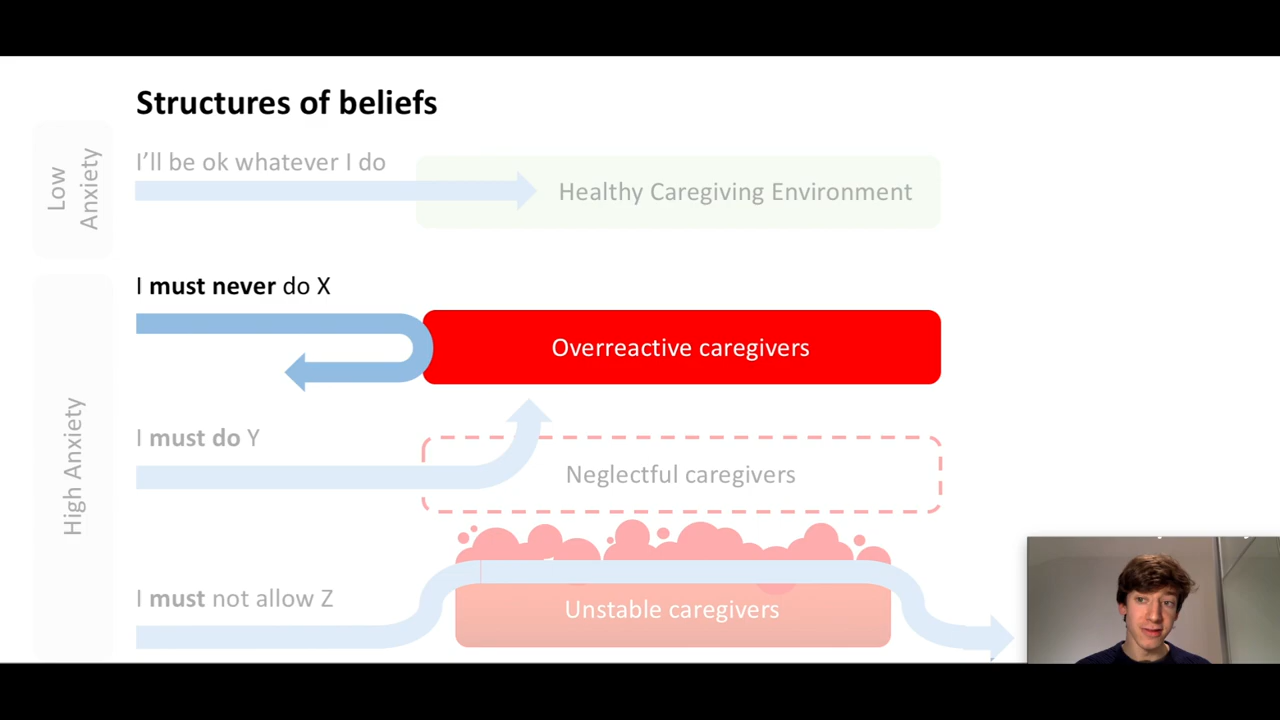 Structures of beliefs
Low
Anxiety
I'll be ok whatever I do
Healthy Caregiving Environment
High Anxiety
I must never do X
Overreactive caregivers
I must do Y
Neglectful caregivers
I must not allow Z
Unstable caregivers